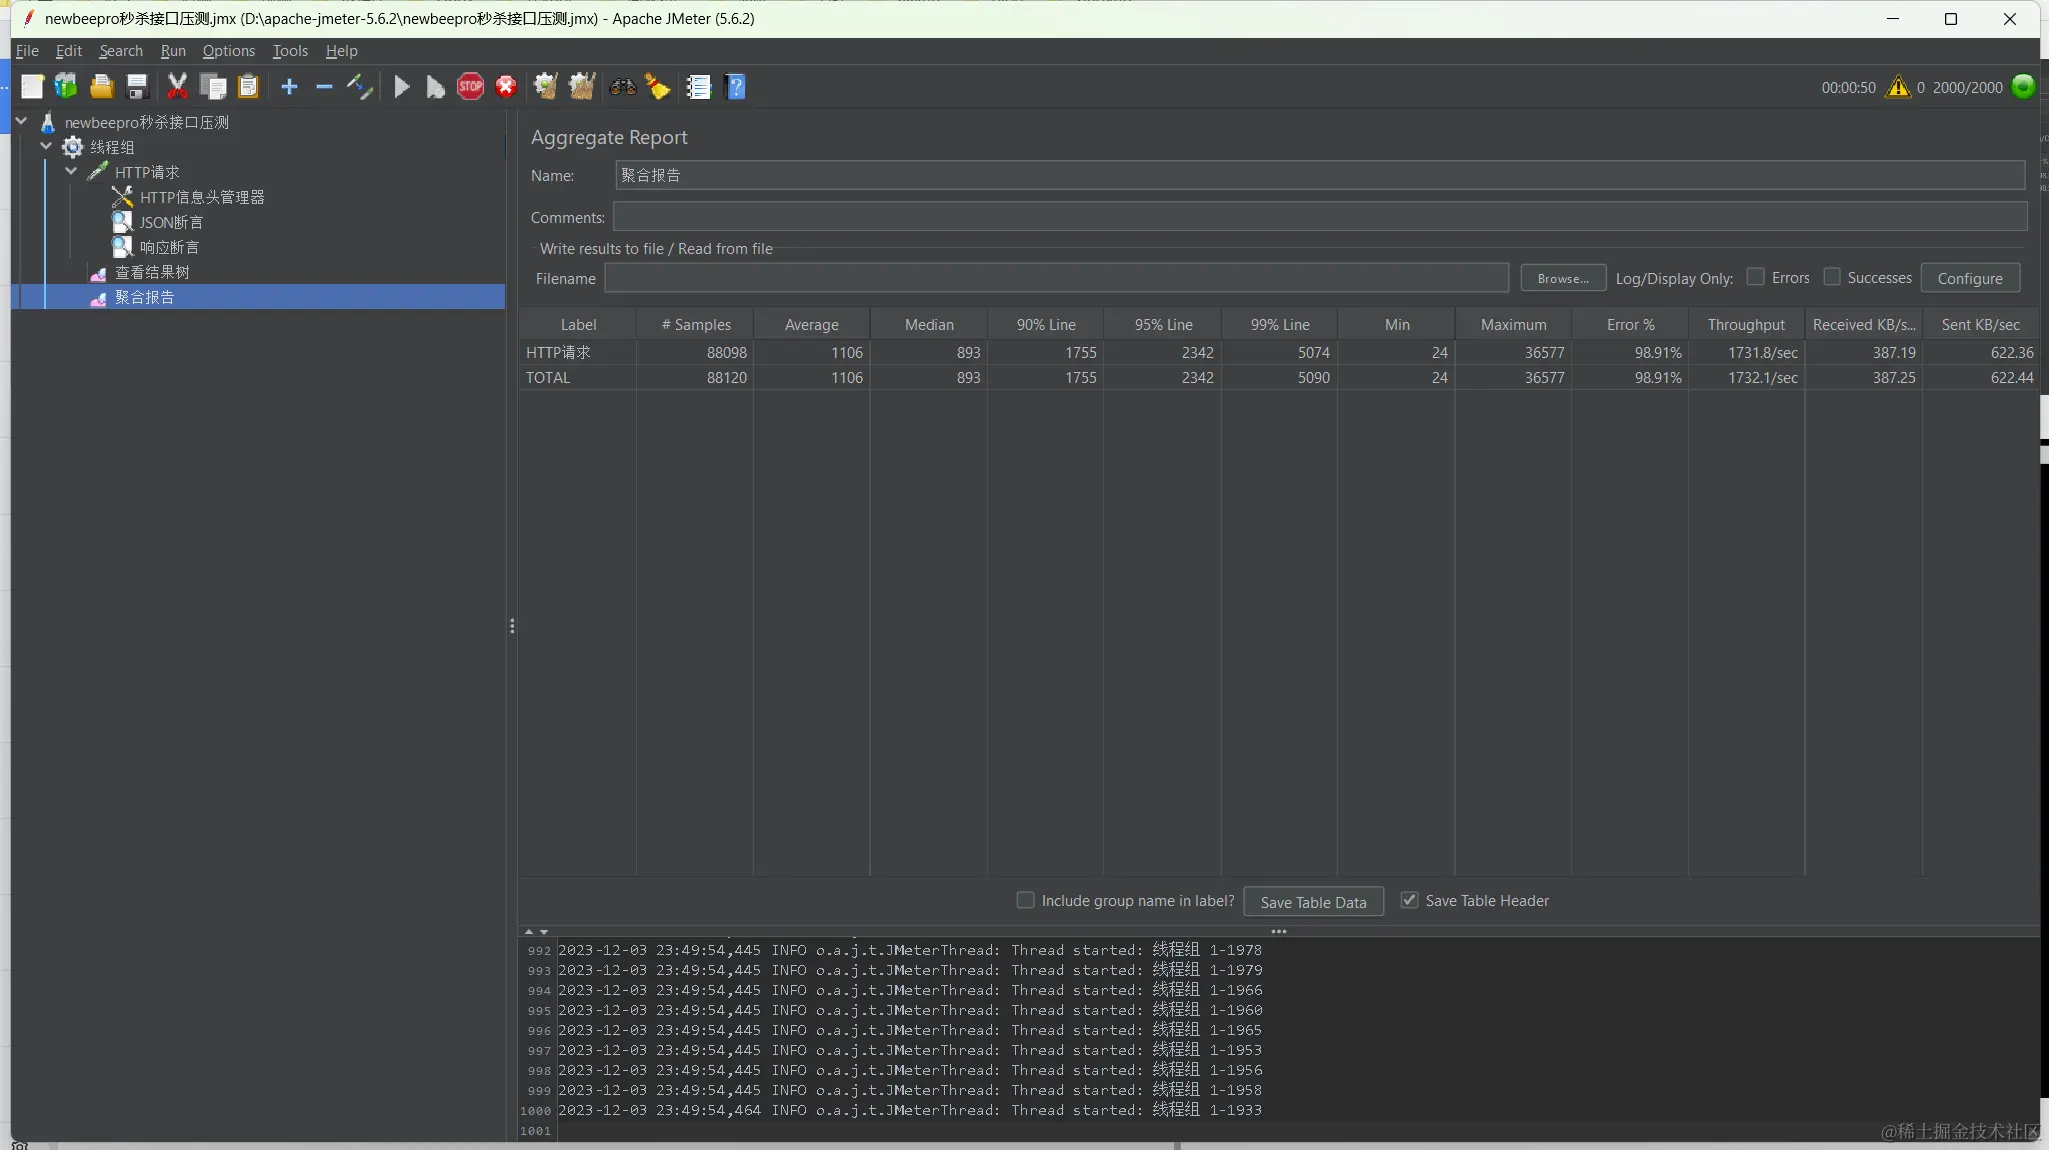 newbeepro秒杀接口压测.jmx (D:\apache-jmeter-5.6.2\newbeepro秒杀接口压测.jmx) - Apache JMeter (5.6.2)
File Edit Search Run Options Tools Help
STOP
00:00:50 0 2000/2000
newbeepro秒杀接口压测
线程组
HTTP请求
HTTP信息头管理器
JSON断言
响应断言
查看结果树
聚合报告
Aggregate Report
Name: 聚合报告
Comments:
Write results to file / Read from file
Filename Browse... Log/Display Only: Errors Successes Configure
Label # Samples Average Median 90% Line 95% Line 99% Line Min Maximum Error % Throughput Received KB/s... Sent KB/sec
HTTP请求 88098 1106 893 1755 2342 5074 24 36577 98.91% 1731.8/sec 387.19 622.36
TOTAL 88120 1106 893 1755 2342 5090 24 36577 98.91% 1732.1/sec 387.25 622.44
Include group name in label? Save Table Data Save Table Header
992 2023-12-03 23:49:54,445 INFO o.a.j.t.JMeterThread: Thread started: 线程组 1-1978
993 2023-12-03 23:49:54,445 INFO o.a.j.t.JMeterThread: Thread started: 线程组 1-1979
994 2023-12-03 23:49:54,445 INFO o.a.j.t.JMeterThread: Thread started: 线程组 1-1966
995 2023-12-03 23:49:54,445 INFO o.a.j.t.JMeterThread: Thread started: 线程组 1-1960
996 2023-12-03 23:49:54,445 INFO o.a.j.t.JMeterThread: Thread started: 线程组 1-1965
997 2023-12-03 23:49:54,445 INFO o.a.j.t.JMeterThread: Thread started: 线程组 1-1953
998 2023-12-03 23:49:54,445 INFO o.a.j.t.JMeterThread: Thread started: 线程组 1-1956
999 2023-12-03 23:49:54,445 INFO o.a.j.t.JMeterThread: Thread started: 线程组 1-1958
1000 2023-12-03 23:49:54,464 INFO o.a.j.t.JMeterThread: Thread started: 线程组 1-1933
1001
@稀土掘金技术社区